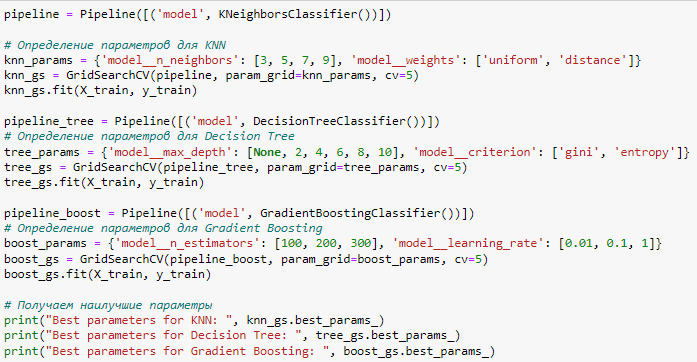 pipeline = Pipeline([('model', KNeighborsClassifier())])
# Определение параметров для KNN
knn_params = {'model__n_neighbors': [3, 5, 7, 9], 'model__weights': ['uniform', 'distance']}
knn_gs = GridSearchCV(pipeline, param_grid=knn_params, cv=5)
knn_gs.fit(X_train, y_train)
pipeline_tree = Pipeline([('model', DecisionTreeClassifier())])
# Определение параметров для Decision Tree
tree_params = {'model__max_depth': [None, 2, 4, 6, 8, 10], 'model__criterion': ['gini', 'entropy']}
tree_gs = GridSearchCV(pipeline_tree, param_grid=tree_params, cv=5)
tree_gs.fit(X_train, y_train)
pipeline_boost = Pipeline([('model', GradientBoostingClassifier())])
# Определение параметров для Gradient Boosting
boost_params = {'model__n_estimators': [100, 200, 300], 'model__learning_rate': [0.01, 0.1, 1]}
boost_gs = GridSearchCV(pipeline_boost, param_grid=boost_params, cv=5)
boost_gs.fit(X_train, y_train)
# Получаем наилучшие параметры
print("Best parameters for KNN: ", knn_gs.best_params_)
print("Best parameters for Decision Tree: ", tree_gs.best_params_)
print("Best parameters for Gradient Boosting: ", boost_gs.best_params_)